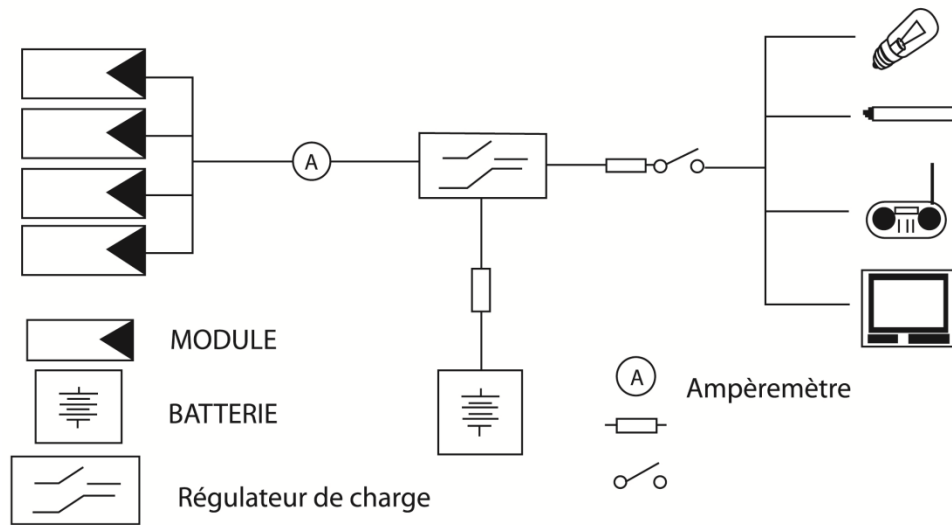 A
MODULE
BATTERIE
Régulateur de charge
A Ampèremètre